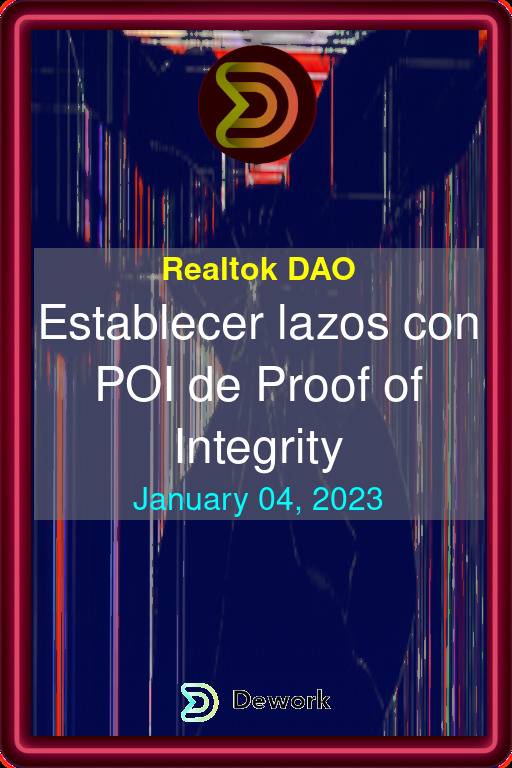 Realtok DAO
Establecer lazos con
POI de Proof of
Integrity
January 04, 2023
Dework